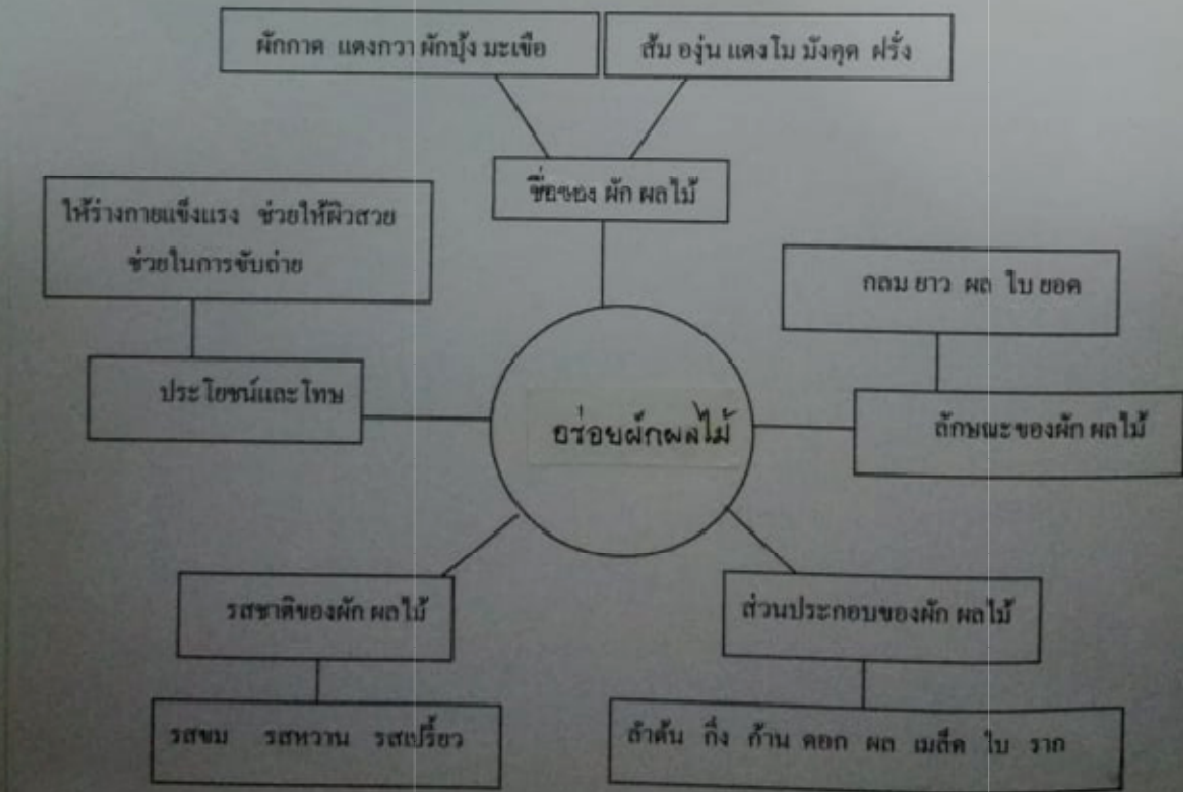 ผักกาด แตงกวา ผักบุ้ง มะเขือ
ส้ม องุ่น แตงโม มังคุด ฝรั่ง
ชื่อของ ผัก ผลไม้
ให้ร่างกายแข็งแรง ช่วยให้ผิวสวย
ช่วยในการขับถ่าย
กลม ยาว ผล ใบ ยอด
ประโยชน์และโทษ
อร่อยผักผลไม้
ลักษณะของผัก ผลไม้
รสชาติของผัก ผลไม้
ส่วนประกอบของผัก ผลไม้
รสขม รสหวาน รสเปรี้ยว
ลำต้น กิ่ง ก้าน ดอก ผล เมล็ด ใบ ราก